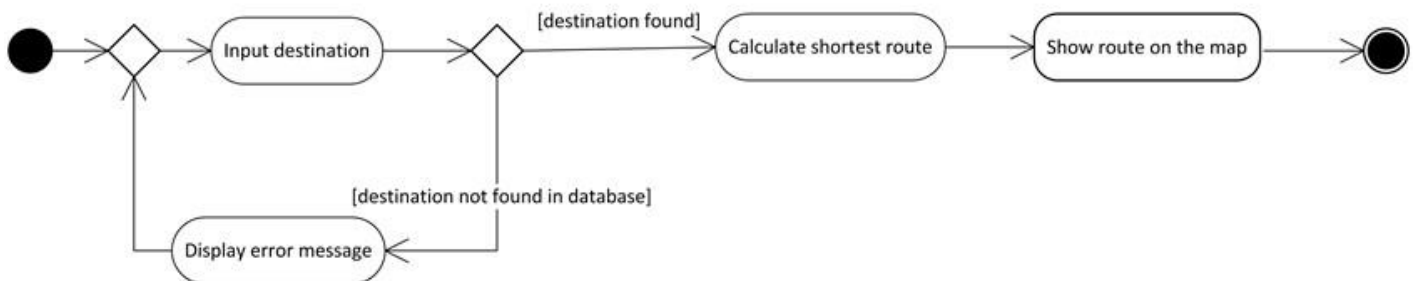 [destination found]
Input destination
Calculate shortest route
Show route on the map
[destination not found in database]
Display error message